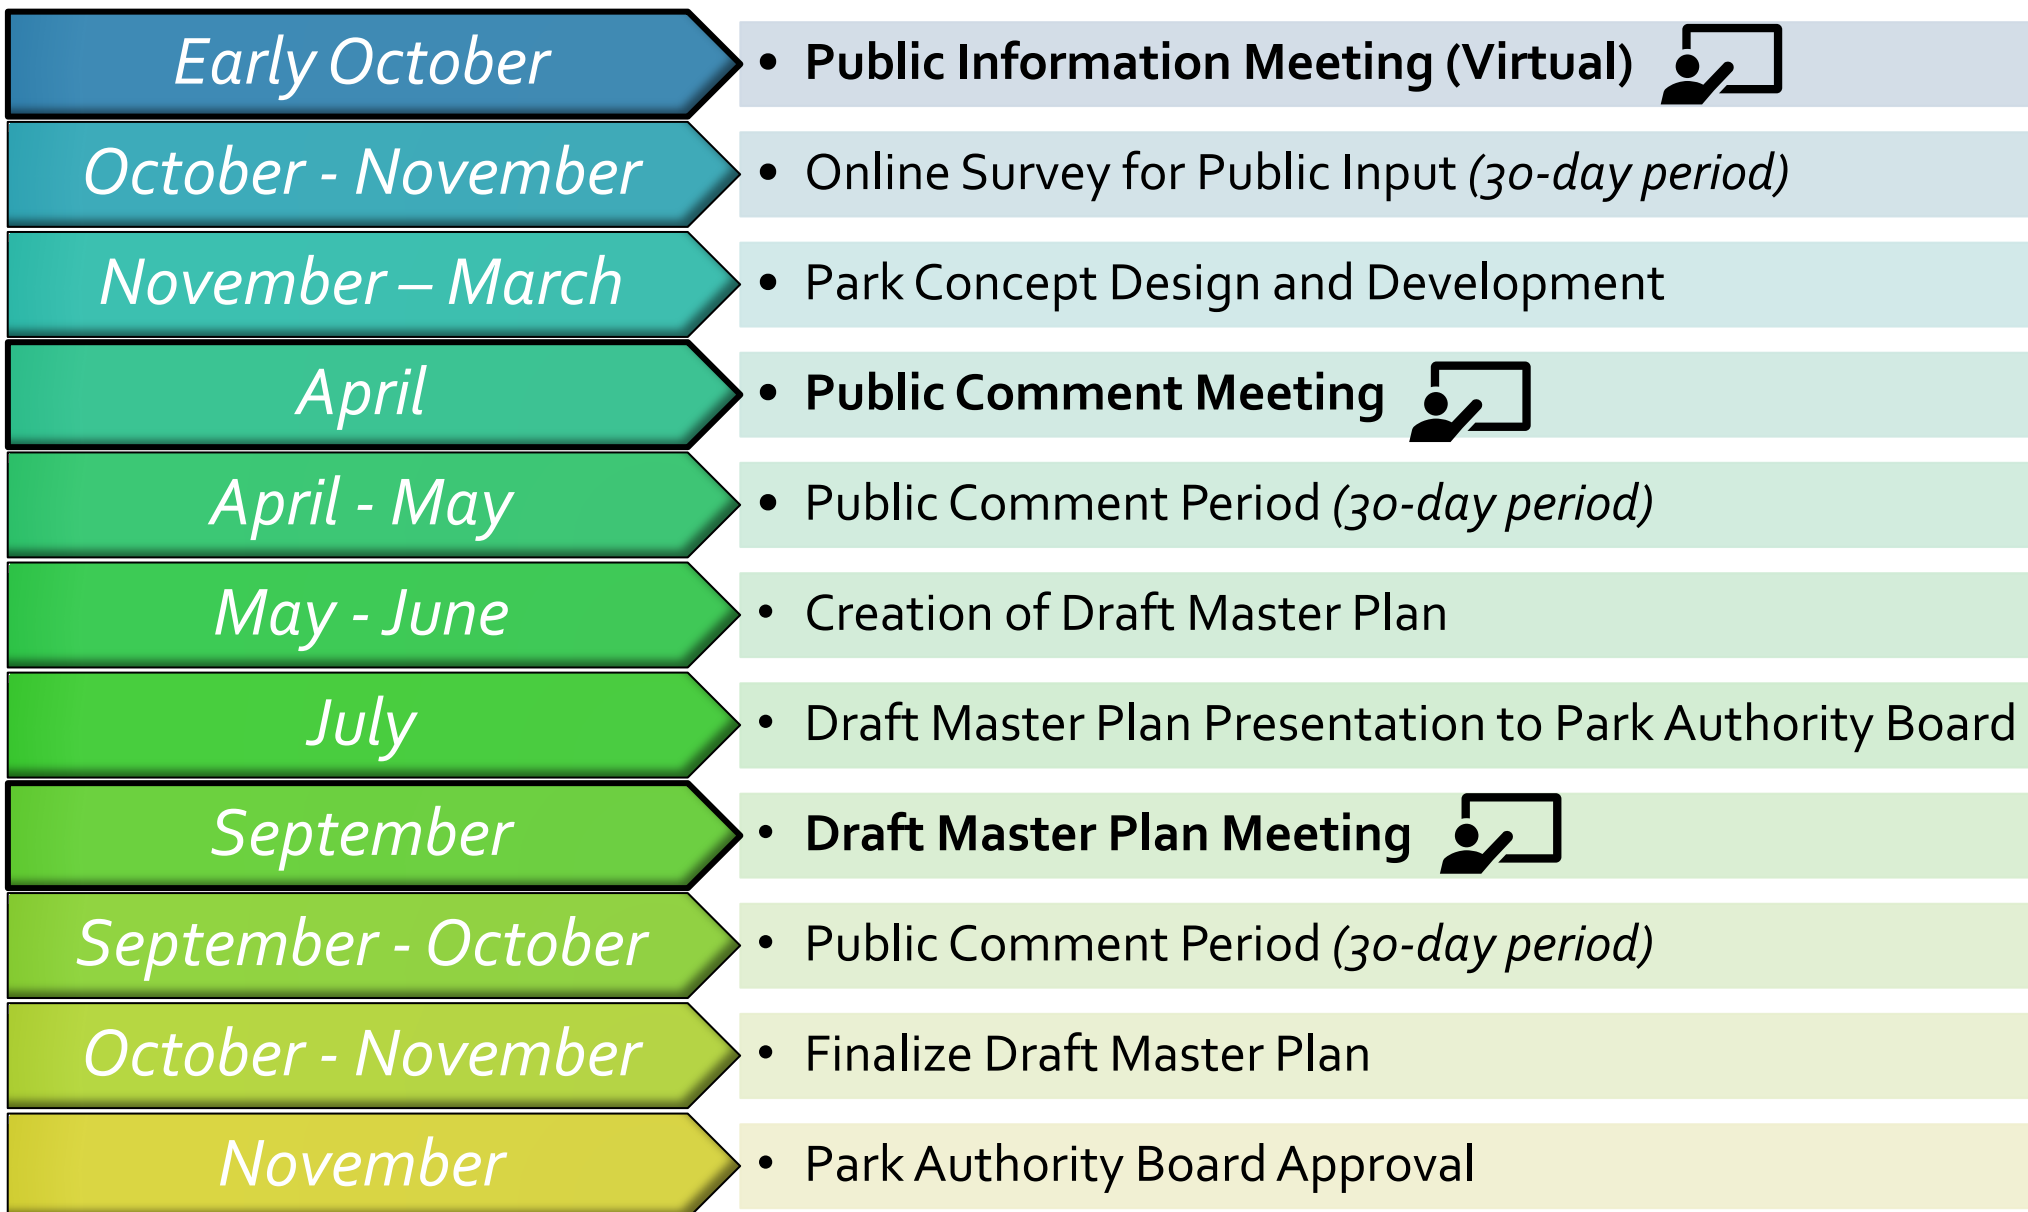 Early October
• Public Information Meeting (Virtual)
October - November
• Online Survey for Public Input (30-day period)
November – March
• Park Concept Design and Development
April
• Public Comment Meeting
April - May
• Public Comment Period (30-day period)
May - June
• Creation of Draft Master Plan
July
• Draft Master Plan Presentation to Park Authority Board
September
• Draft Master Plan Meeting
September - October
• Public Comment Period (30-day period)
October - November
• Finalize Draft Master Plan
November
• Park Authority Board Approval